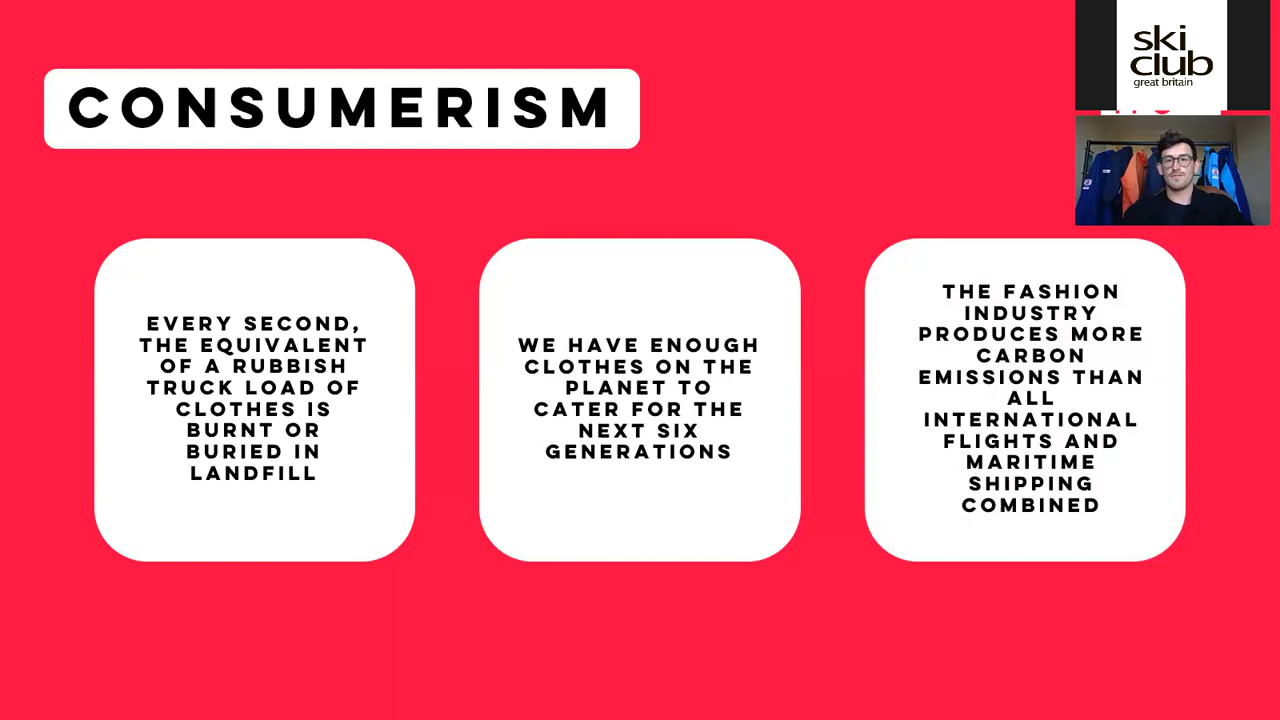 CONSUMERISM
ski
club
great britain
EVERY SECOND,
THE EQUIVALENT
OF A RUBBISH
TRUCK LOAD OF
CLOTHES IS
BURNT OR
BURIED IN
LANDFILL
WE HAVE ENOUGH
CLOTHES ON THE
PLANET TO
CATER FOR THE
NEXT SIX
GENERATIONS
THE FASHION
INDUSTRY
PRODUCES MORE
CARBON
EMISSIONS THAN
ALL
INTERNATIONAL
FLIGHTS AND
MARITIME
SHIPPING
COMBINED